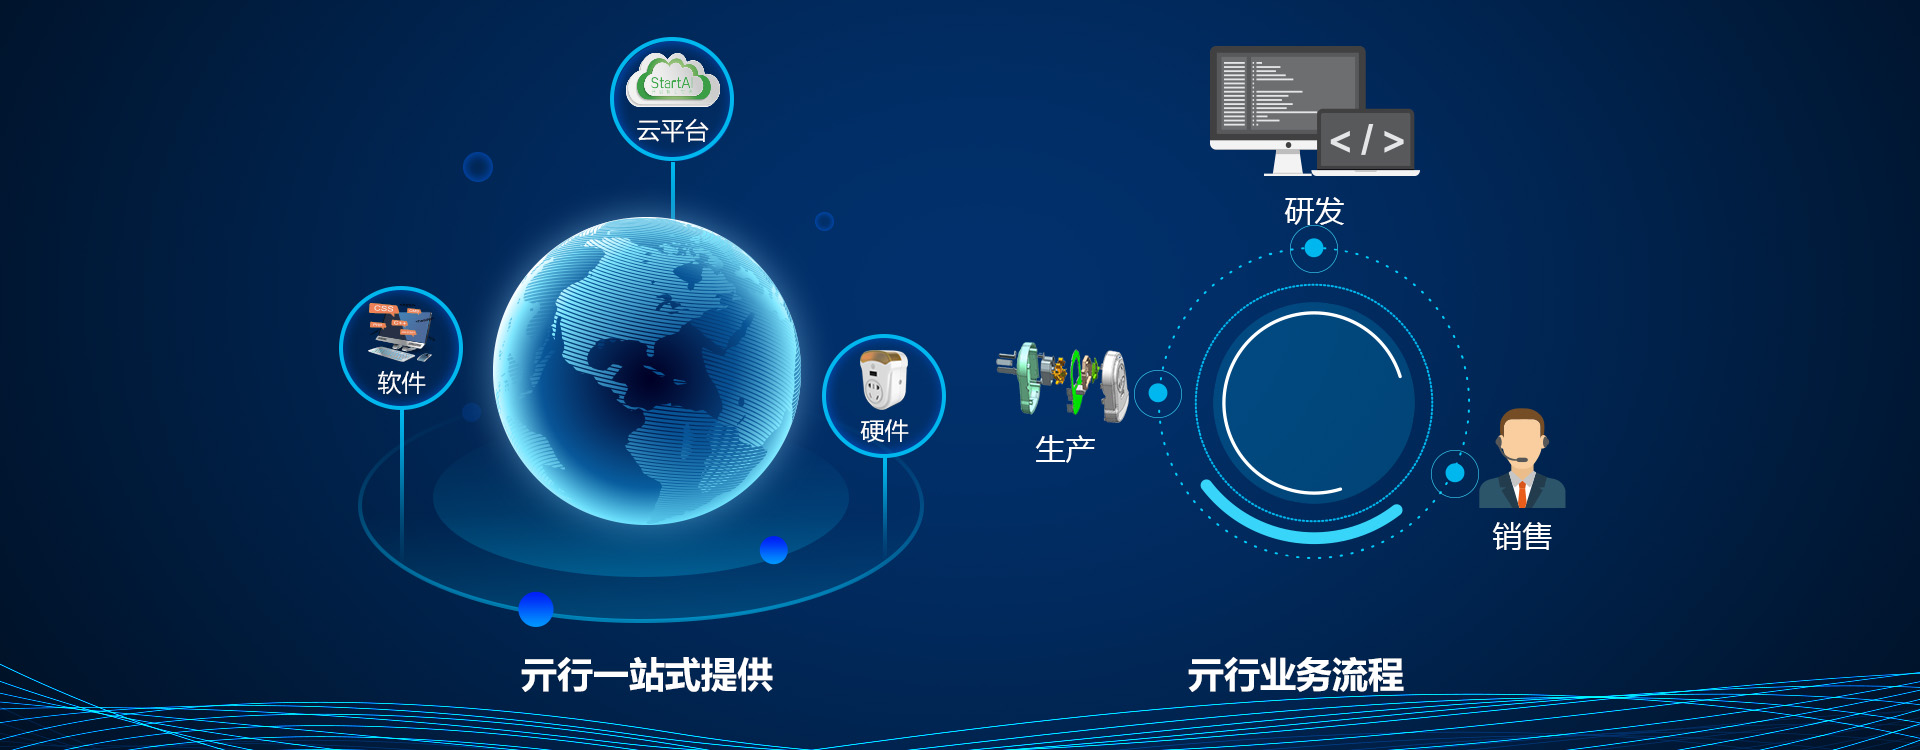 StartAI
云平台
CSS
软件
硬件
亓行一站式提供
</>
研发
生产
销售
亓行业务流程